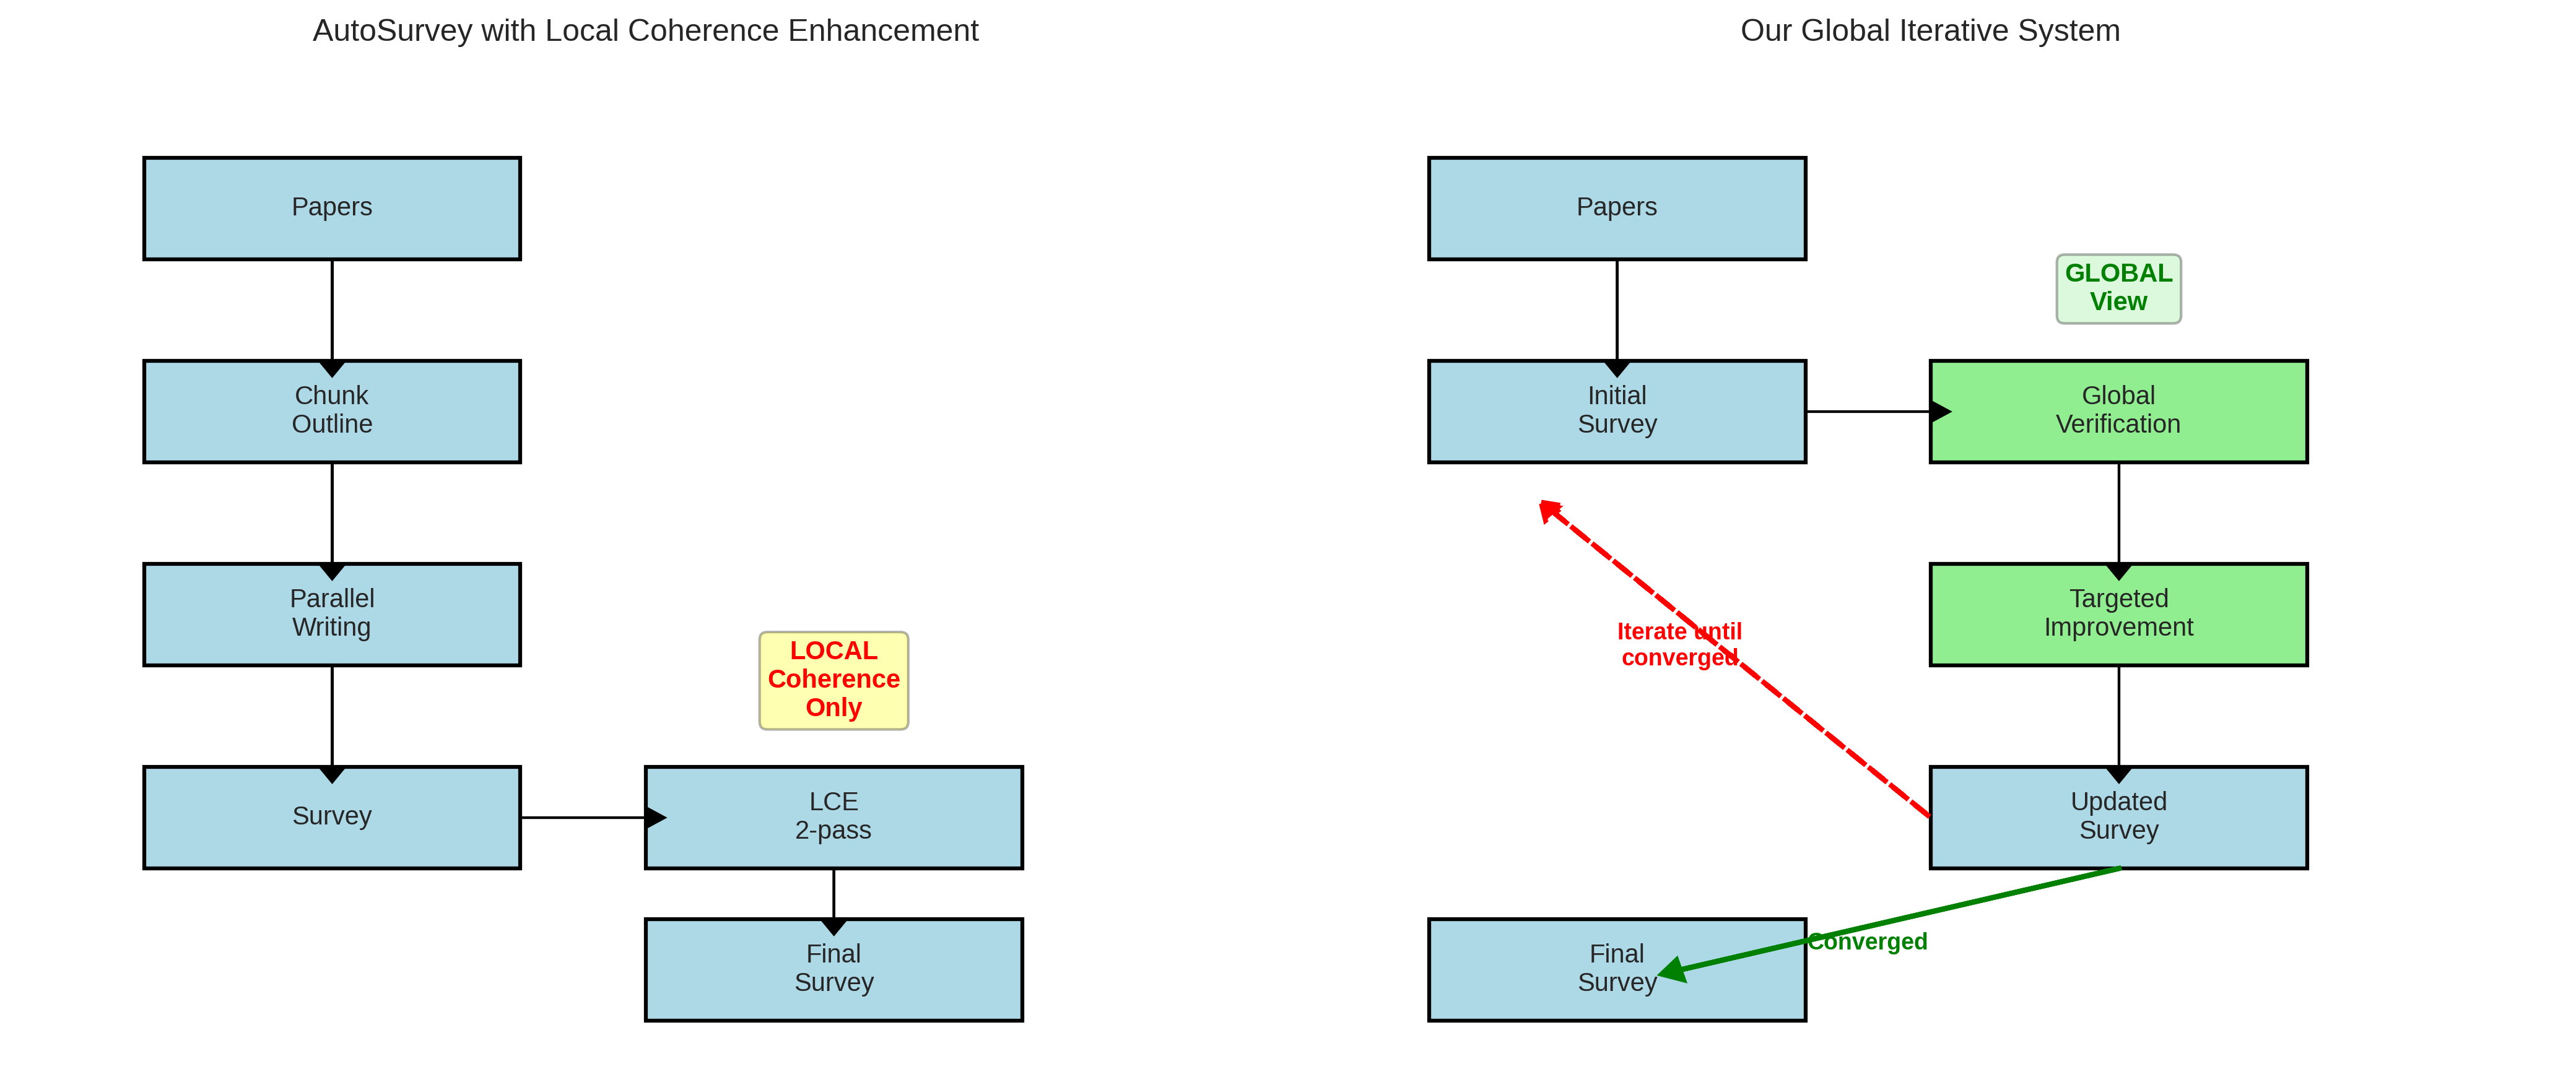 AutoSurvey with Local Coherence Enhancement
Papers
Chunk
Outline
Parallel
Writing
LOCAL
Coherence
Only
Survey
LCE
2-pass
Final
Survey
Our Global Iterative System
Papers
GLOBAL
View
Initial
Survey
Global
Verification
Iterate until
converged
Targeted
Improvement
Updated
Survey
Converged
Final
Survey